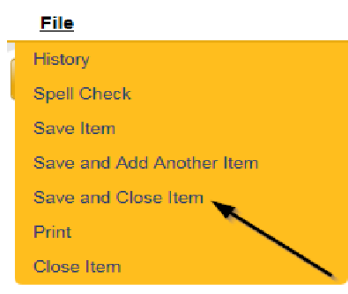 File
History
Spell Check
Save Item
Save and Add Another Item
Save and Close Item
Print
Close Item